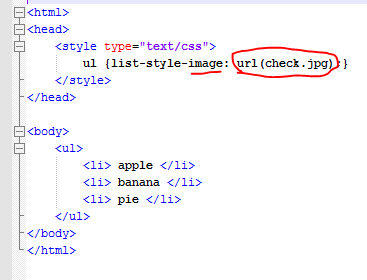 <html>
<head>
<style type="text/css">
ul {list-style-image: url(check.jpg);}
</style>
</head>
<body>
<ul>
<li> apple </li>
<li> banana </li>
<li> pie </li>
</ul>
</body>
</html>